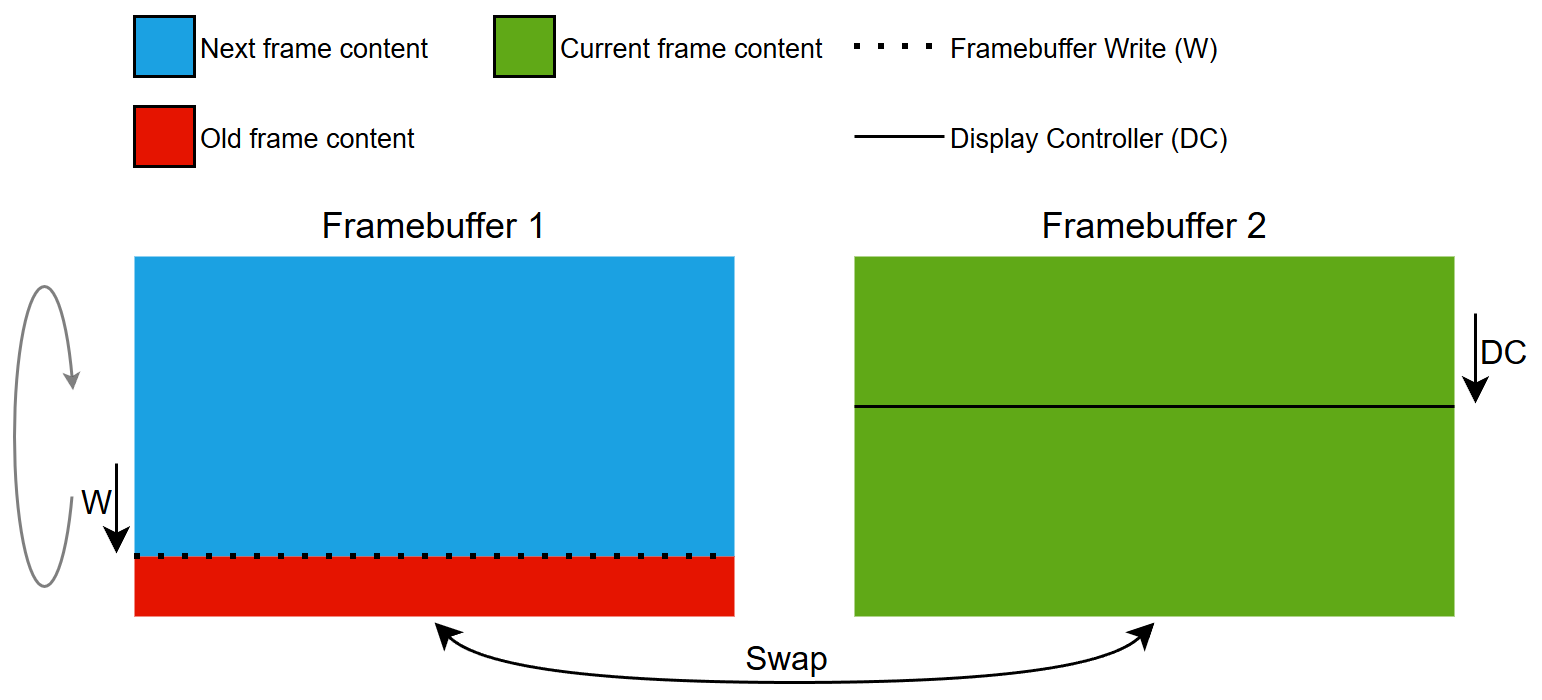 Next frame content
Current frame content
Framebuffer Write (W)
Old frame content
Display Controller (DC)
Framebuffer 1
Framebuffer 2
DC
W
Swap